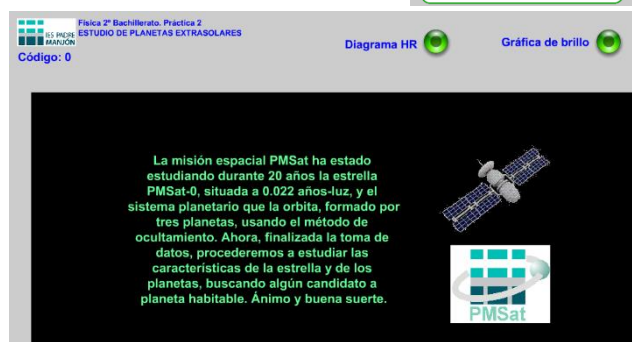 IES PADRE
MANJÓN
Física 2º Bachillerato. Práctica 2
ESTUDIO DE PLANETAS EXTRASOLARES
Código: 0
Diagrama HR
Gráfica de brillo
La misión espacial PMSat ha estado
estudiando durante 20 años la estrella
PMSat-0, situada a 0.022 años-luz, y el
sistema planetario que la orbita, formado por
tres planetas, usando el método de
ocultamiento. Ahora, finalizada la toma de
datos, procederemos a estudiar las
características de la estrella y de los
planetas, buscando algún candidato a
planeta habitable. Ánimo y buena suerte.
PMSat